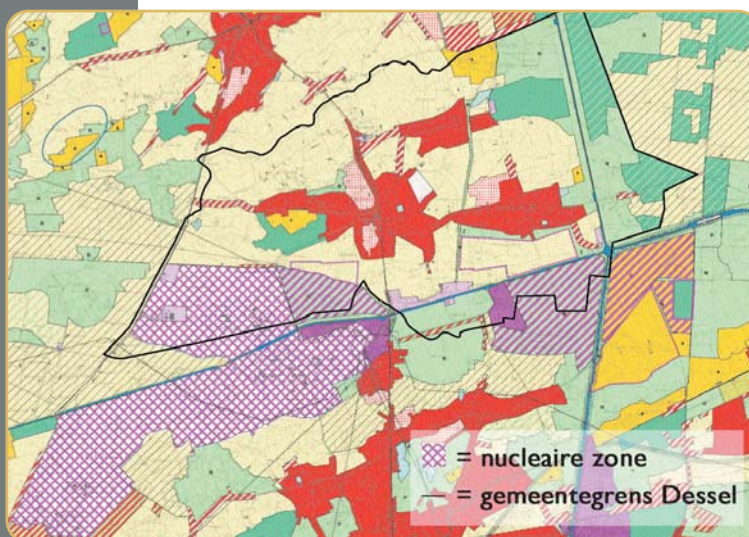 = nucleaire zone
= gemeentegrens Dessel